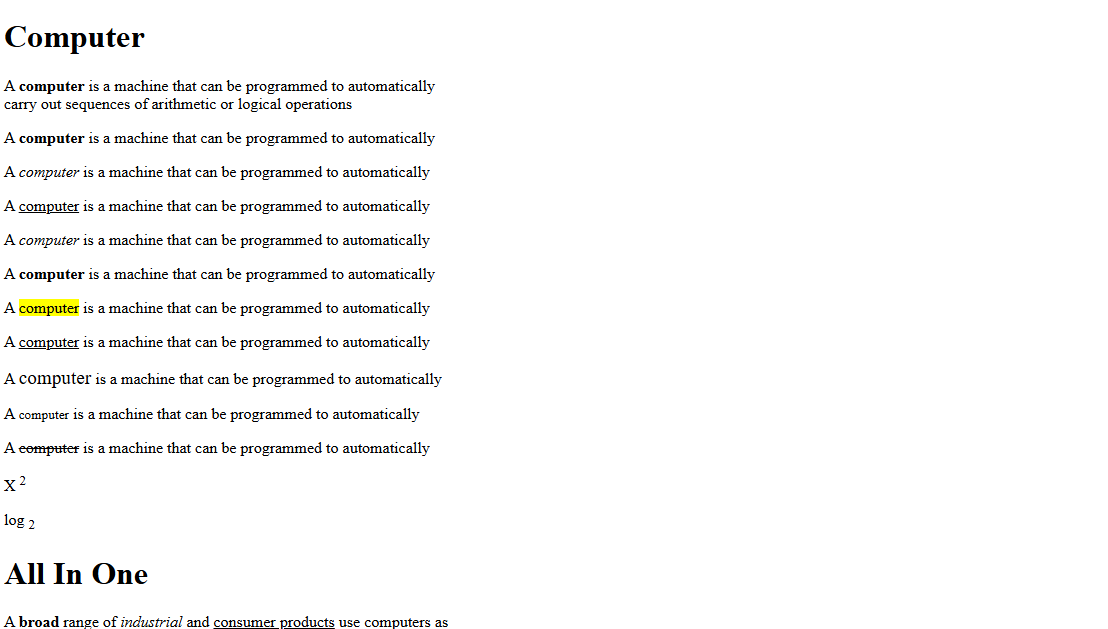 Computer
A computer is a machine that can be programmed to automatically
carry out sequences of arithmetic or logical operations
A computer is a machine that can be programmed to automatically
A computer is a machine that can be programmed to automatically
A computer is a machine that can be programmed to automatically
A computer is a machine that can be programmed to automatically
A computer is a machine that can be programmed to automatically
A computer is a machine that can be programmed to automatically
A computer is a machine that can be programmed to automatically
A computer is a machine that can be programmed to automatically
A computer is a machine that can be programmed to automatically
A computer is a machine that can be programmed to automatically
X 2
log 2
All In One
A broad range of industrial and consumer products use computers as